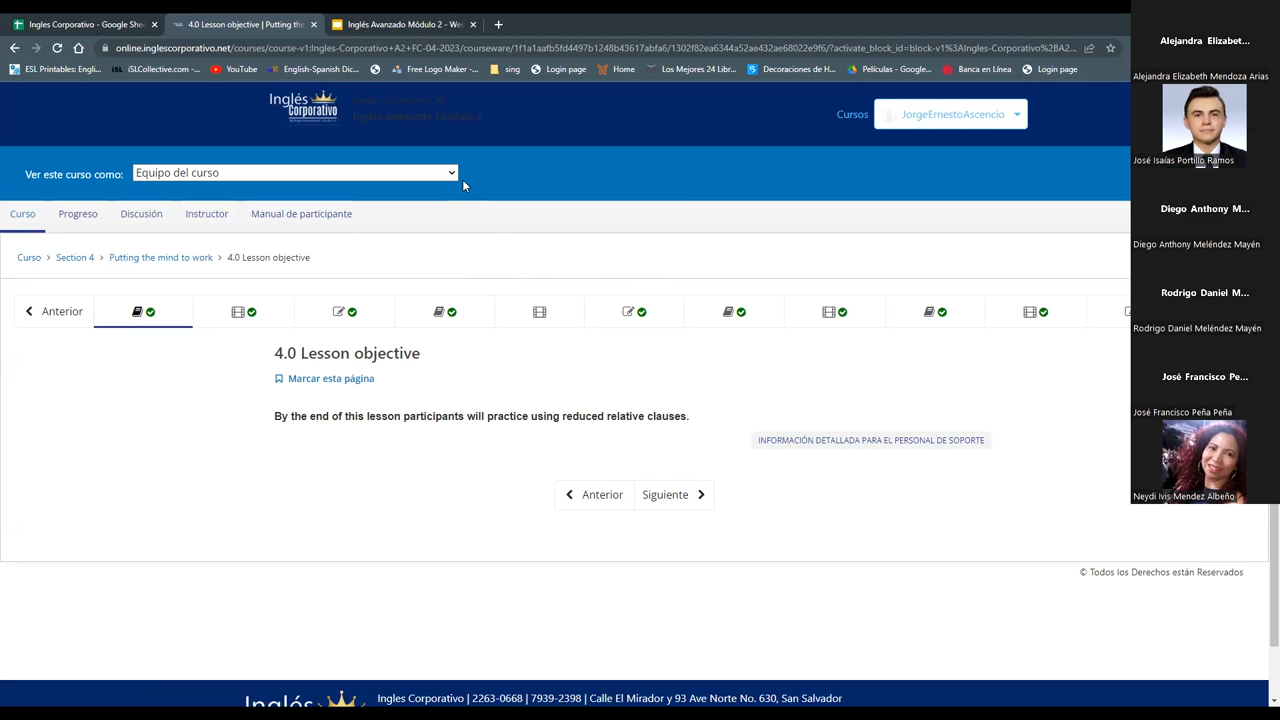 Ingles Corporativo - Google She
4.0 Lesson objective | Putting the
Inglés Avanzado Módulo 2 - We
online.inglescorporativo.net/courses/course-v1:Ingles-Corporativo+A2+FC-04-2023/courseware/1f1a1aafb5fd4497b1248b43617abfa6/1302f82ea6344a52ae432ae68022e9f6/?activate_block_id=block-v1%3AIngles-Corporativo%2BA2...
ESL Printables: Engli...
iSLCollective.com -...
YouTube
English-Spanish Dic...
Login page
Free Logo Maker -...
sing
Home
Los Mejores 24 Libr...
Decoraciones de H...
Películas - Google...
Banca en Línea
Login page
Inglés Corporativo
Ingles Corporativo: A2
Inglés Avanzado Módulo 2
Cursos
JorgeErnestoAscencio
Ver este curso como:
Equipo del curso
Curso
Progreso
Discusión
Instructor
Manual de participante
Curso > Section 4 > Putting the mind to work > 4.0 Lesson objective
Anterior
4.0 Lesson objective
Marcar esta página
By the end of this lesson participants will practice using reduced relative clauses.
INFORMACIÓN DETALLADA PARA EL PERSONAL DE SOPORTE
Anterior
Siguiente
© Todos los Derechos están Reservados
Inglés
Ingles Corporativo | 2263-0668 | 7939-2398 | Calle El Mirador y 93 Ave Norte No. 630, San Salvador
Alejandra Elizabet...
Alejandra Elizabeth Mendoza Arias
José Isaías Portillo Ramos
Diego Anthony M...
Diego Anthony Meléndez Mayén
Rodrigo Daniel M...
Rodrigo Daniel Meléndez Mayén
José Francisco Pe...
José Francisco Peña Peña
Neydi Ivis Mendez Albeño